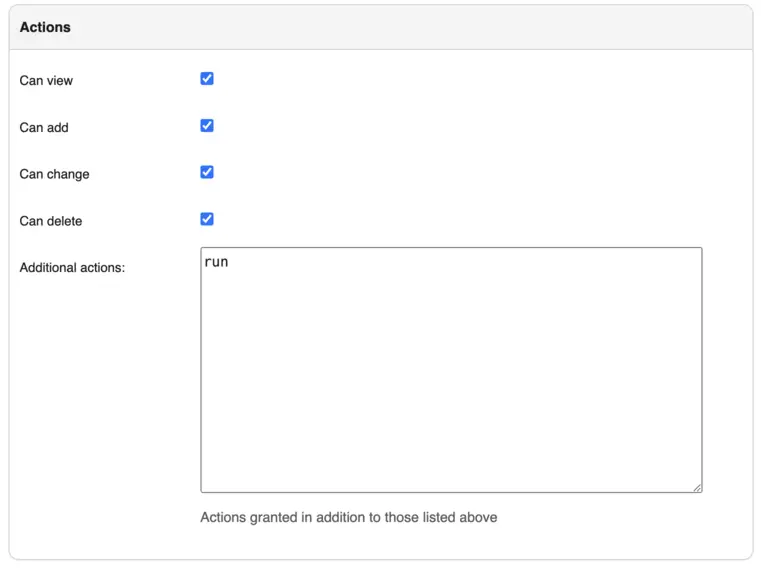 Actions
Can view
Can add
Can change
Can delete
Additional actions:
run
Actions granted in addition to those listed above